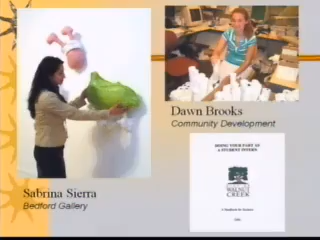 Dawn Brooks
Community Development
DOING YOUR PART AS
A STUDENT INTERN
WALNUT
CREEK
Sabrina Sierra
Bedford Gallery